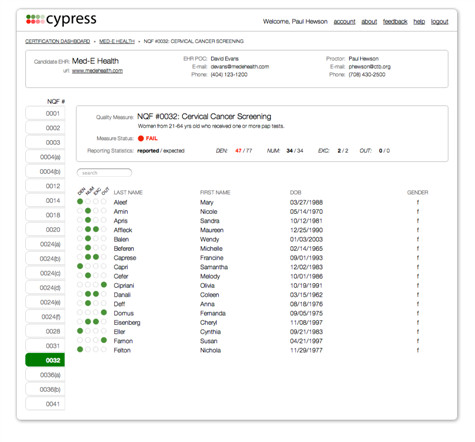 cypress
Welcome, Paul Hewson account about feedback help logout
CERTIFICATION DASHBOARD » MED-E HEALTH » NQF #0032: CERVICAL CANCER SCREENING
Candidate EHR: Med-E Health
url: www.medehealth.com
EHR POC: David Evans
E-mail: devans@medehealth.com
Phone: (404) 123-1200
Proctor: Paul Hewson
E-mail: phewson@otb.org
Phone: (708) 430-2500
NQF #
0001
0002
0003
0004(a)
0004(b)
0012
0014
0018
0020
0024(a)
0024(b)
0024(c)
0024(d)
0024(e)
0024(f)
0028
0031
0032
0036(a)
0036(b)
0041
Quality Measure: NQF #0032: Cervical Cancer Screening
Women from 21-64 yrs old who received one or more pap tests.
Measure Status: FAIL
Reporting Statistics: reported / expected DEN: 47 / 77 NUM: 34 / 34 EXC: 2 / 2 OUT: 0 / 0
search
DEN NUM EXC OUT LAST NAME FIRST NAME DOB GENDER
Aleef Mary 03/27/1988 f
Amin Nicole 05/14/1970 f
Apris Sandra 10/12/1961 f
Affleck Maureen 12/25/1990 f
Balen Wendy 01/03/2003 f
Beferen Michelle 02/14/1965 f
Caprese Francine 09/01/1993 f
Capri Samantha 12/02/1983 f
Cefer Melody 10/01/1986 f
Cipriani Olivia 10/19/1991 f
Danali Coleen 03/15/1962 f
Deff Anna 08/18/1976 f
Domus Fernanda 09/05/1975 f
Eisenberg Cheryl 11/08/1997 f
Eller Cynthia 09/21/1983 f
Famon Susan 04/21/1997 f
Felton Nichola 11/29/1977 f